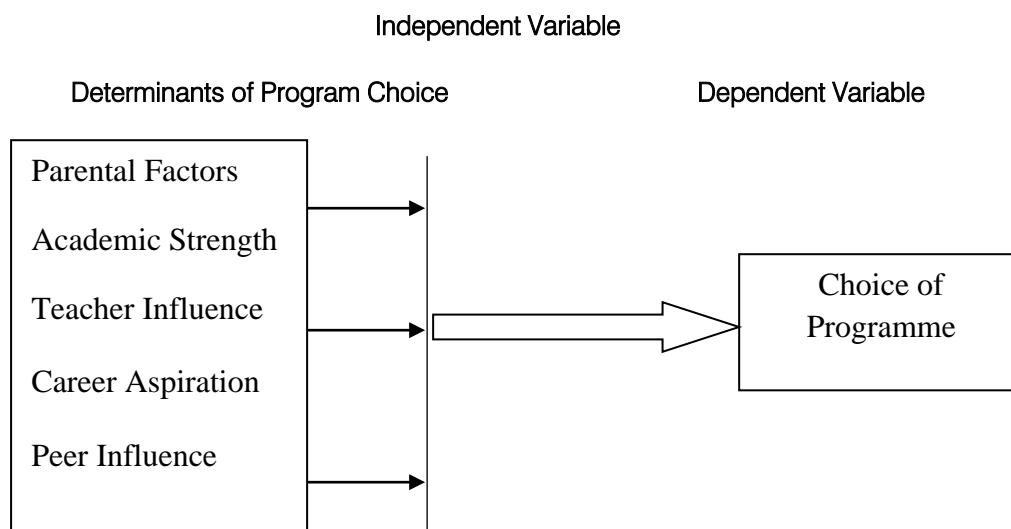 Independent Variable
Determinants of Program Choice
Dependent Variable
Parental Factors
Academic Strength
Teacher Influence
Career Aspiration
Peer Influence
Choice of
Programme